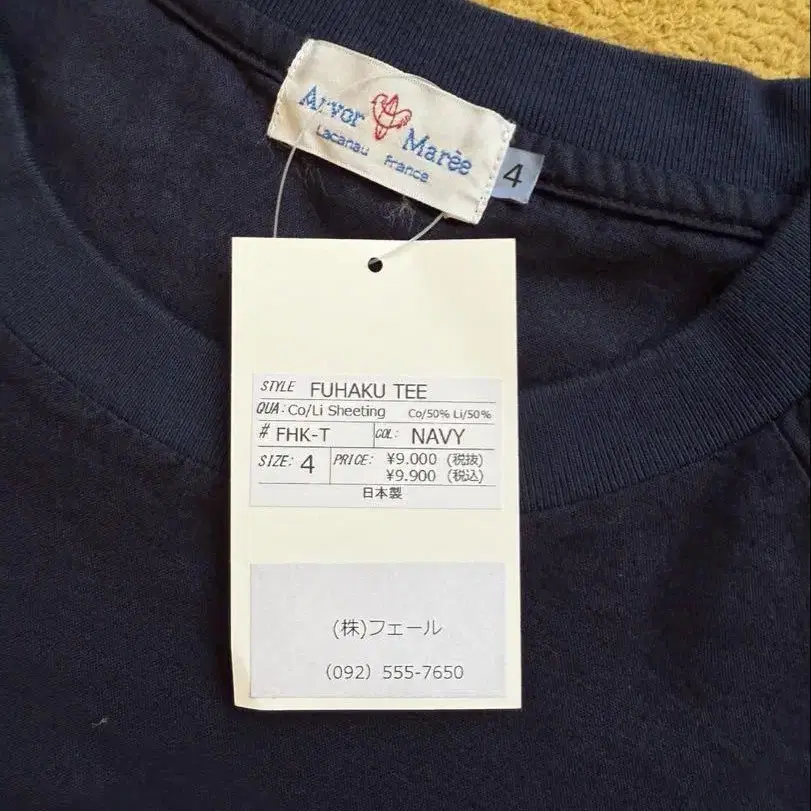 Arvor Marée
Lacanau France
4
STYLE FUHAKU TEE
QUA: Co/Li Sheeting Co/50% Li/50%
# FHK-T COL: NAVY
SIZE: 4 PRICE: ¥9.000 (税抜)
¥9.900 (税込)
日本製
(株)フェール
(092) 555-7650